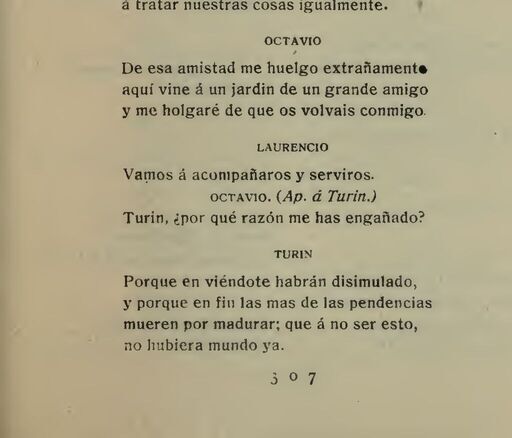 á tratar nuestras cosas igualmente.
OCTAVIO
De esa amistad me huelgo extrañamente
aquí vine á un jardin de un grande amigo
y me holgaré de que os volvais conmigo.
LAURENCIO
Vamos á acompañaros y serviros.
OCTAVIO. (Ap. á Turin.)
Turin, ¿por qué razón me has engañado?
TURIN
Porque en viéndote habrán disimulado,
y porque en fin las mas de las pendencias
mueren por madurar; que á no ser esto,
no hubiera mundo ya.
307